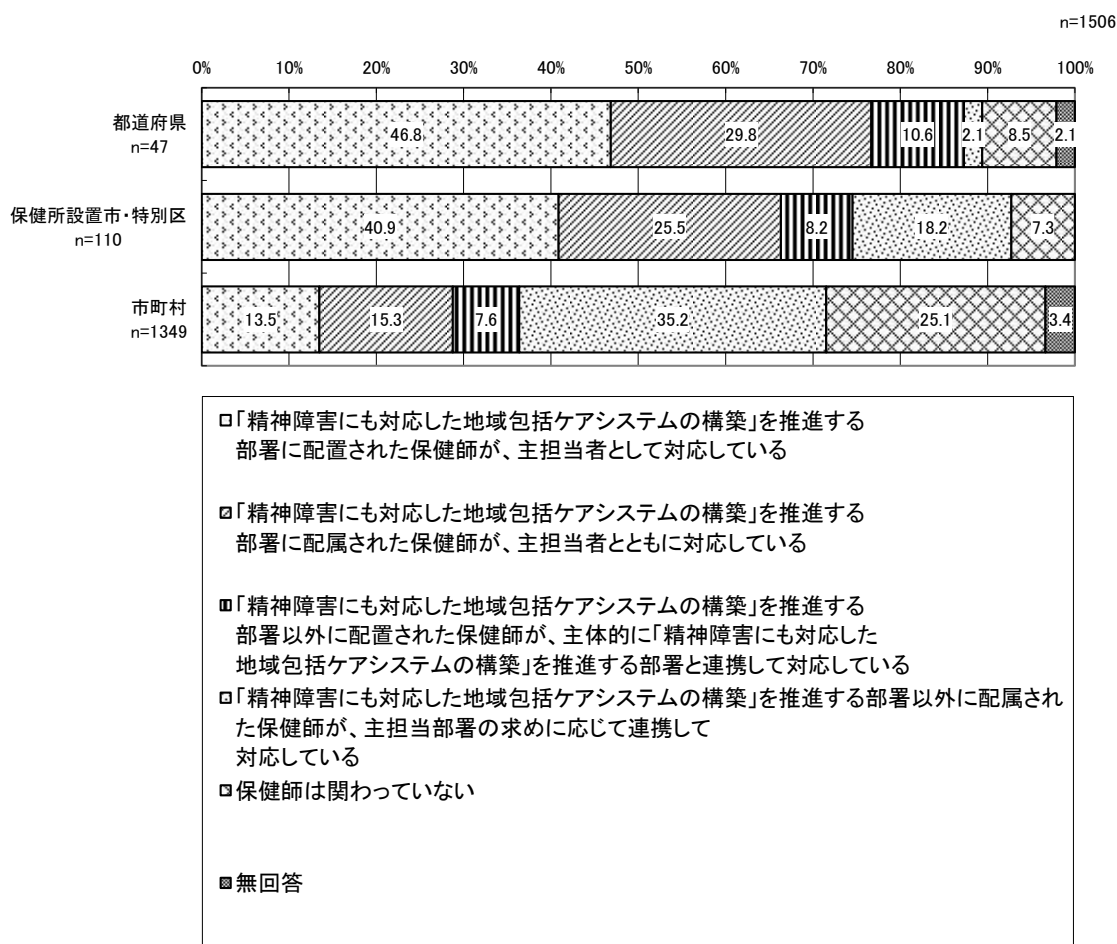 n=1506
0% 10% 20% 30% 40% 50% 60% 70% 80% 90% 100%
都道府県
n=47
46.8 29.8 10.6 2.1 8.5 2.1
保健所設置市・特別区
n=110
40.9 25.5 8.2 18.2 7.3
市町村
n=1349
13.5 15.3 7.6 35.2 25.1 3.4
「精神障害にも対応した地域包括ケアシステムの構築」を推進する
部署に配置された保健師が、主担当者として対応している
「精神障害にも対応した地域包括ケアシステムの構築」を推進する
部署に配属された保健師が、主担当者とともに対応している
「精神障害にも対応した地域包括ケアシステムの構築」を推進する
部署以外に配置された保健師が、主体的に「精神障害にも対応した
地域包括ケアシステムの構築」を推進する部署と連携して対応している
「精神障害にも対応した地域包括ケアシステムの構築」を推進する部署以外に配属され
た保健師が、主担当部署の求めに応じて連携して
対応している
保健師は関わっていない
無回答